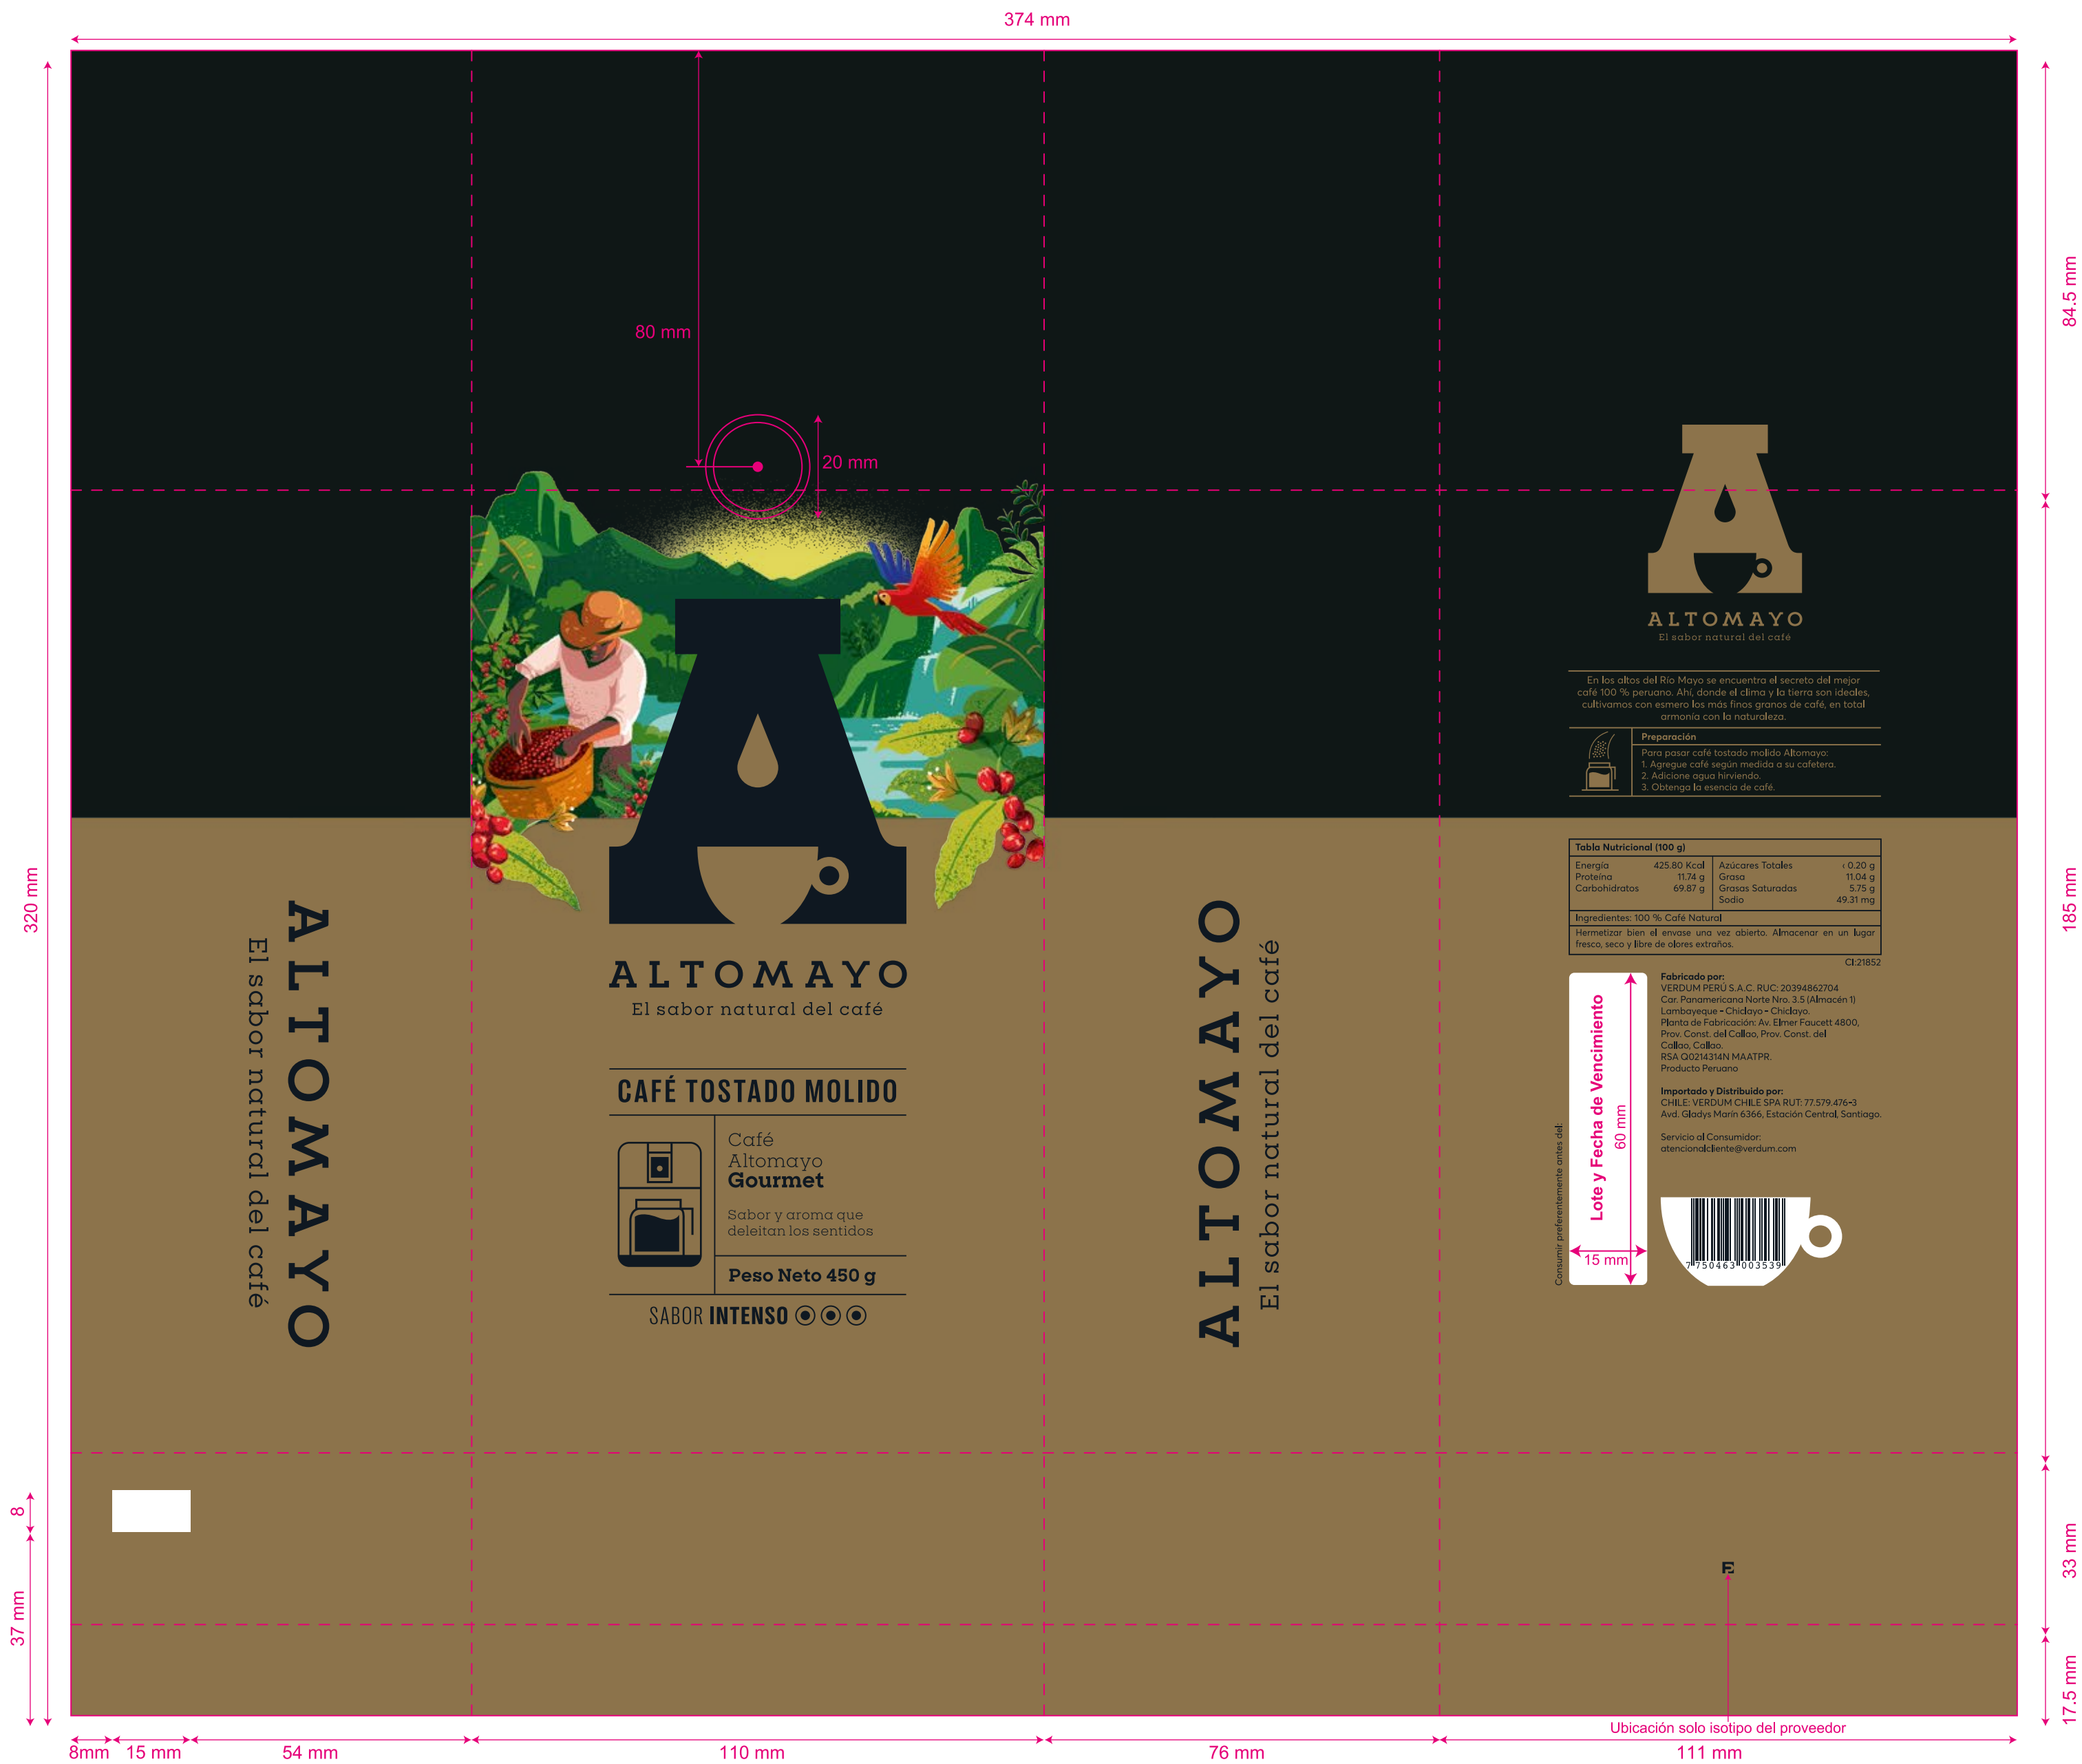 374 mm
80 mm
20 mm
84.5 mm
320 mm
185 mm
33 mm
17.5 mm
8
37 mm
ALTOMAYO
El sabor natural del café
ALTOMAYO
El sabor natural del café
CAFÉ TOSTADO MOLIDO
Café
Altomayo
Gourmet
Sabor y aroma que
deleitan los sentidos
Peso Neto 450 g
SABOR INTENSO
ALTOMAYO
El sabor natural del café
ALTOMAYO
El sabor natural del café
En los altos del Río Mayo se encuentra el secreto del mejor
café 100 % peruano. Ahí, donde el clima y la tierra son ideales,
cultivamos con esmero los más finos granos de café, en total
armonía con la naturaleza.
Preparación
Para pasar café tostado molido Altomayo:
1. Agregue café según medida a su cafetera.
2. Adicione agua hirviendo.
3. Obtenga la esencia de café.
Tabla Nutricional (100 g)
Energía 425.80 Kcal Azúcares Totales ‹ 0.20 g
Proteína 11.74 g Grasa 11.04 g
Carbohidratos 69.87 g Grasas Saturadas 5.75 g
Sodio 49.31 mg
Ingredientes: 100 % Café Natural
Hermetizar bien el envase una vez abierto. Almacenar en un lugar
fresco, seco y libre de olores extraños.
CI:21852
Fabricado por:
VERDUM PERÚ S.A.C. RUC: 20394862704
Car. Panamericana Norte Nro. 3.5 (Almacén 1)
Lambayeque - Chiclayo - Chiclayo.
Planta de Fabricación: Av. Elmer Faucett 4800,
Prov. Const. del Callao, Prov. Const. del
Callao, Callao.
RSA Q0214314N MAATPR.
Producto Peruano
Importado y Distribuido por:
CHILE: VERDUM CHILE SPA RUT: 77.579.476-3
Avd. Gladys Marín 6366, Estación Central, Santiago.
Servicio al Consumidor:
atencionalcliente@verdum.com
Consumir preferentemente antes del:
Lote y Fecha de Vencimiento
60 mm
15 mm
7 750463 003539
E
Ubicación solo isotipo del proveedor
8mm 15 mm 54 mm 110 mm 76 mm 111 mm